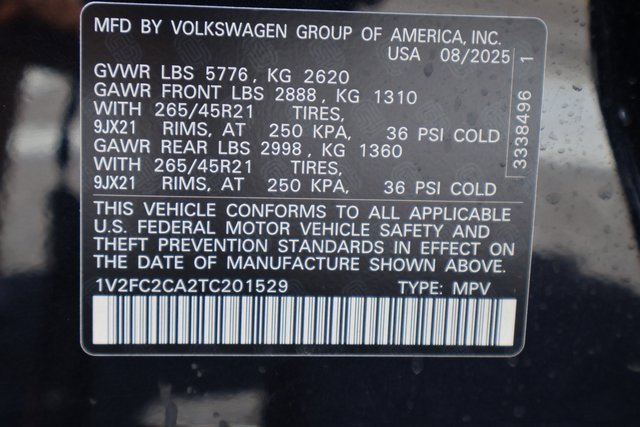 MFD BY VOLKSWAGEN GROUP OF AMERICA, INC.
USA 08/2025
GVWR LBS 5776, KG 2620
GAWR FRONT LBS 2888, KG 1310
WITH 265/45R21 TIRES,
9JX21 RIMS, AT 250 KPA, 36 PSI COLD
GAWR REAR LBS 2998, KG 1360
WITH 265/45R21 TIRES,
9JX21 RIMS, AT 250 KPA, 36 PSI COLD
THIS VEHICLE CONFORMS TO ALL APPLICABLE
U.S. FEDERAL MOTOR VEHICLE SAFETY AND
THEFT PREVENTION STANDARDS IN EFFECT ON
THE DATE OF MANUFACTURE SHOWN ABOVE.
1V2FC2CA2TC201529 TYPE: MPV
3338496 1